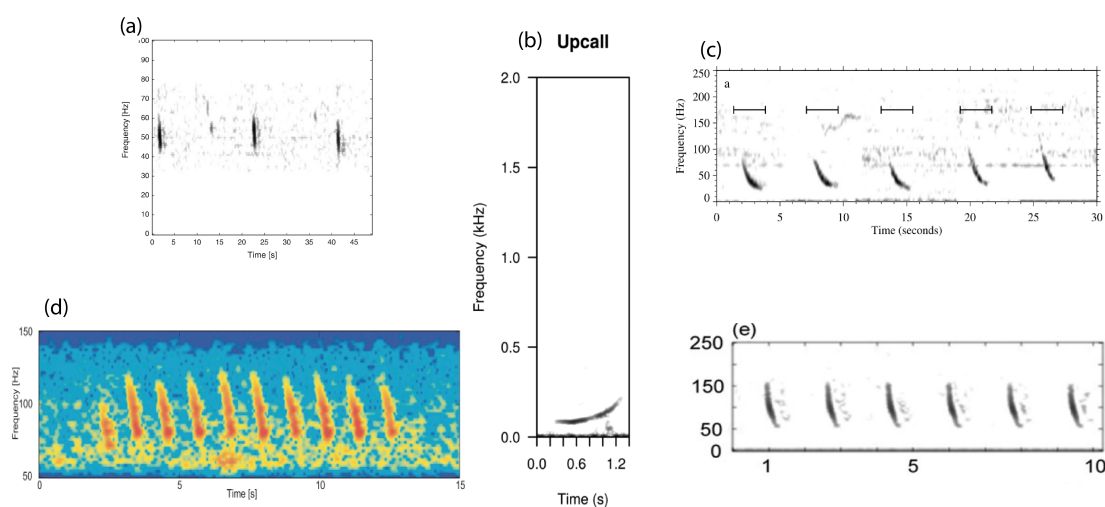 (a)
100
90
80
70
60
50
40
30
20
10
0
Frequency [Hz]
0 5 10 15 20 25 30 35 40 45
Time [s]
(b) Upcall
2.0
1.5
1.0
0.5
0.0
Frequency (kHz)
0.0 0.6 1.2
Time (s)
(c)
a
250
200
150
100
50
0
Frequency (Hz)
0 5 10 15 20 25 30
Time (seconds)
(d)
150
100
50
Frequency [Hz]
0 5 10 15
Time [s]
(e)
250
150
50
0
1 5 10